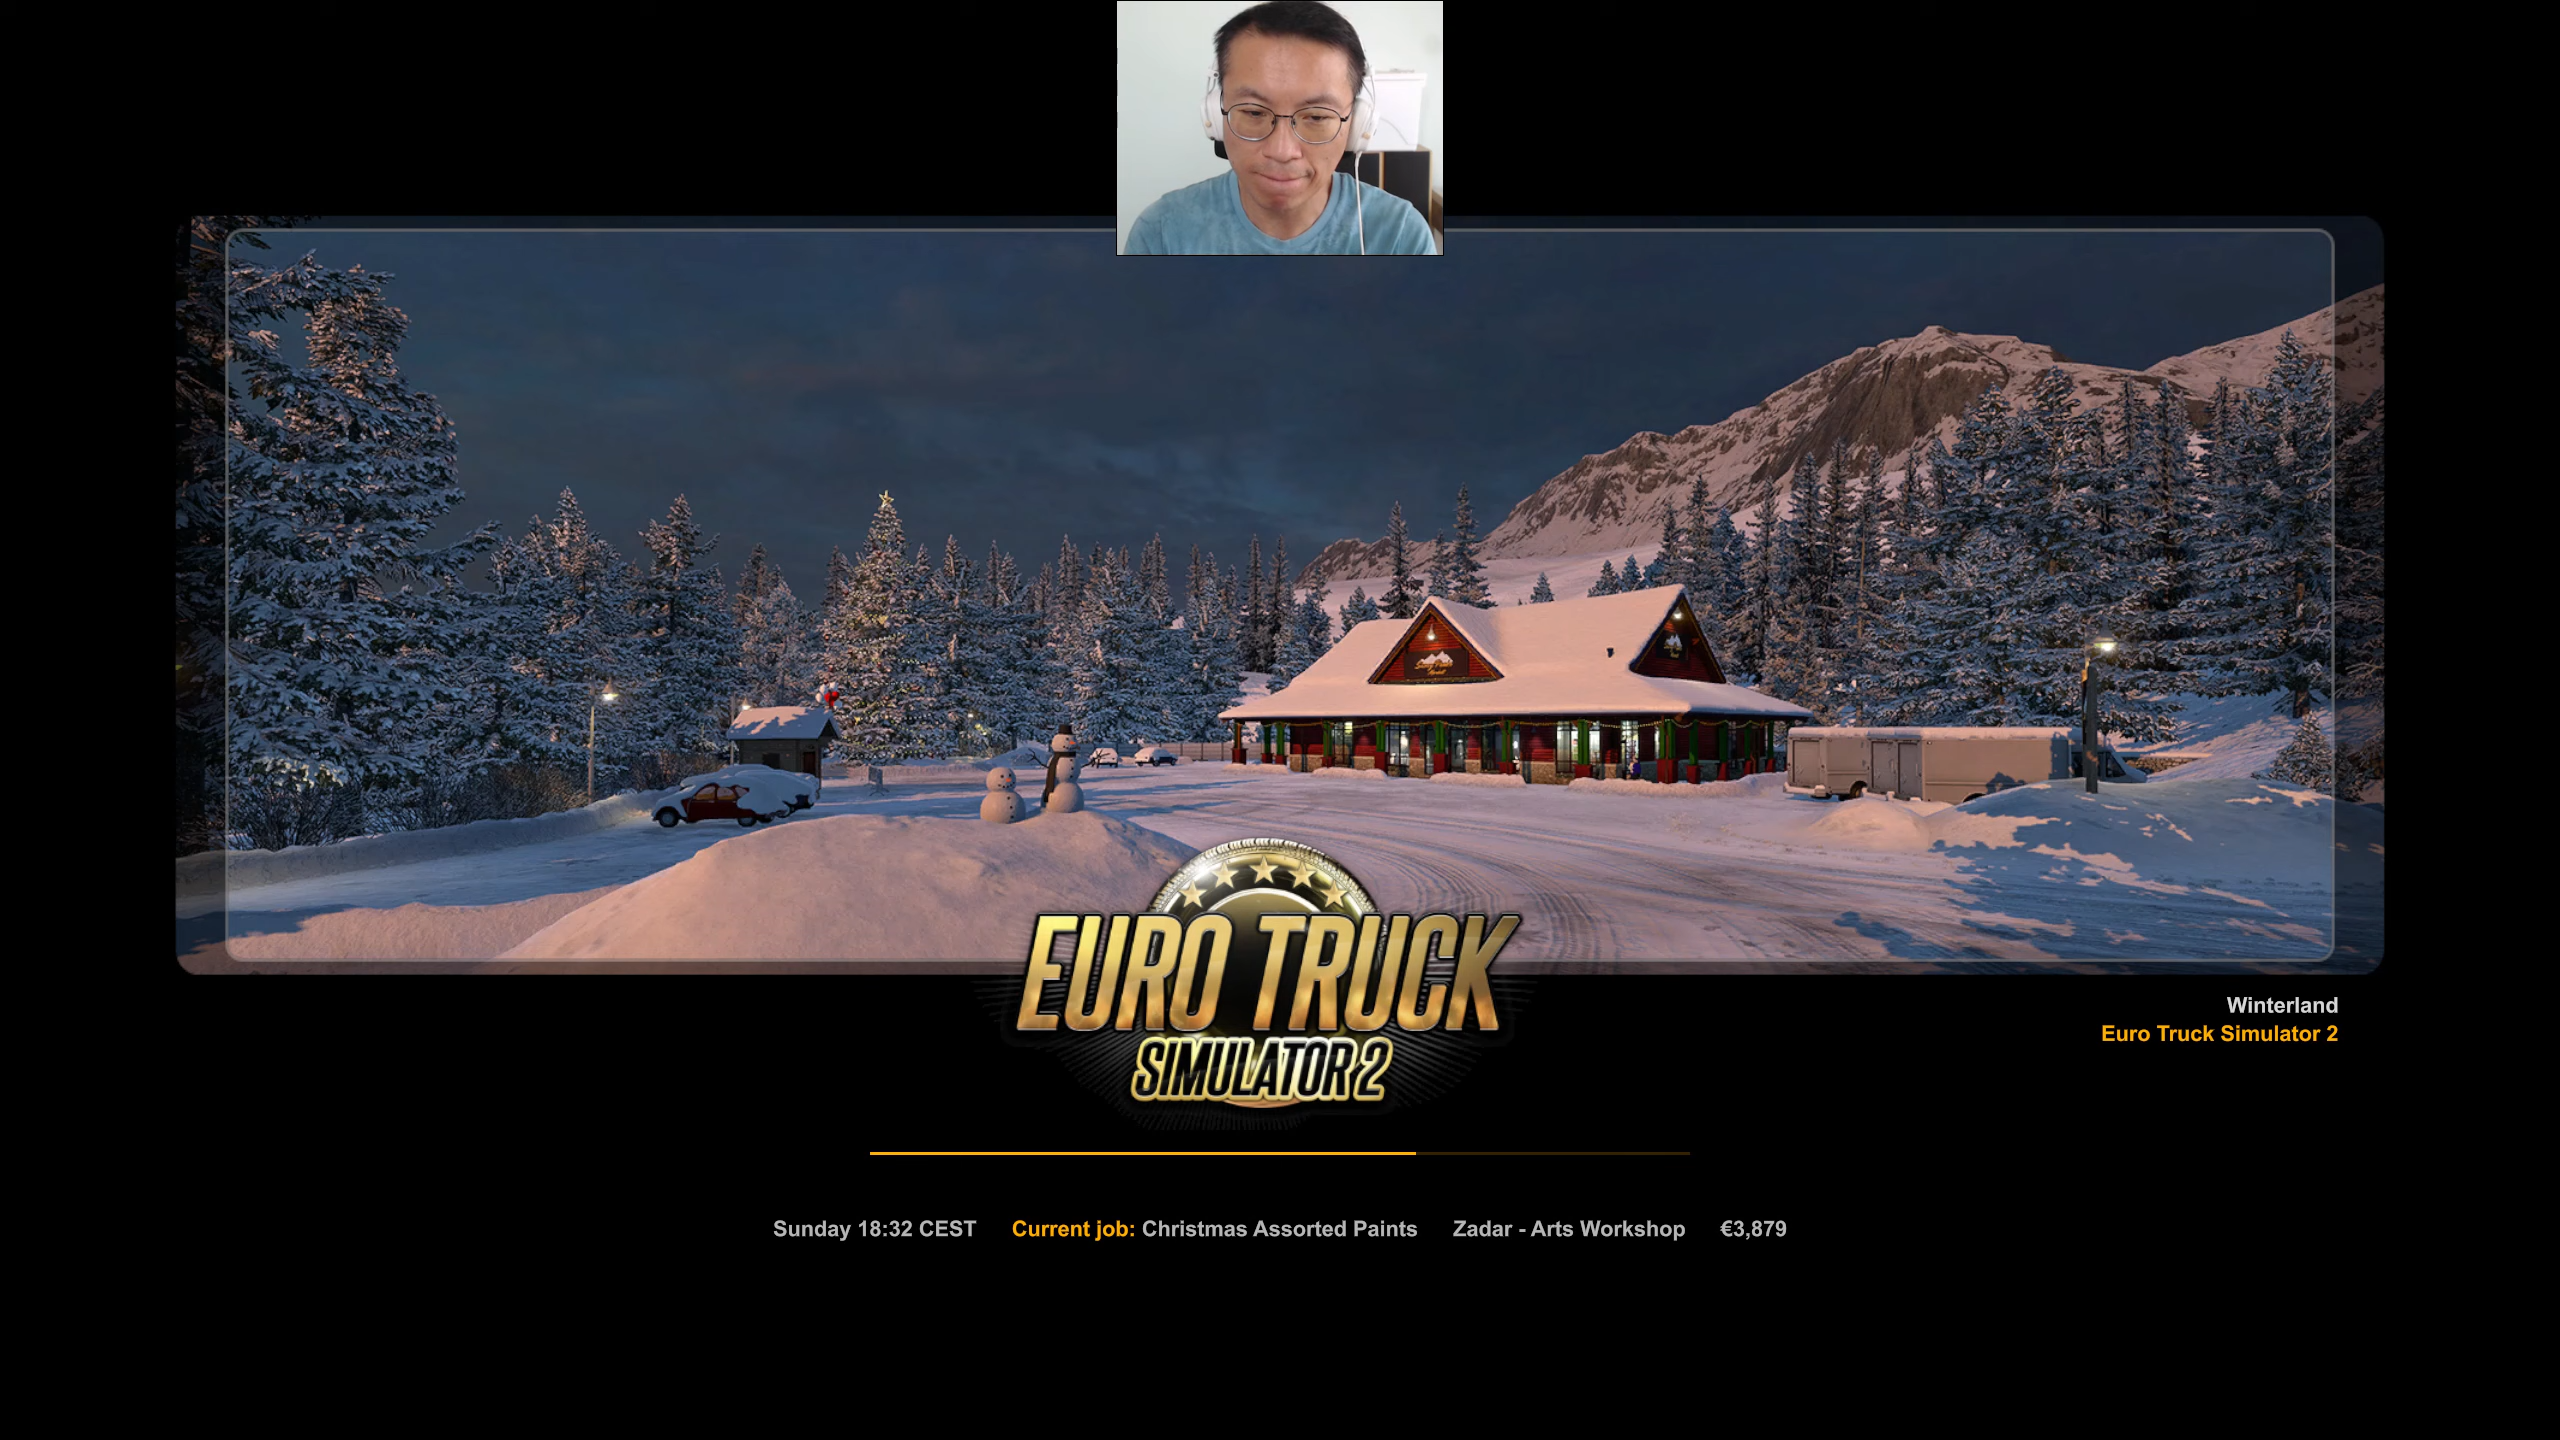 EURO TRUCK
SIMULATOR 2
Winterland
Euro Truck Simulator 2
Sunday 18:32 CEST Current job: Christmas Assorted Paints Zadar - Arts Workshop €3,879